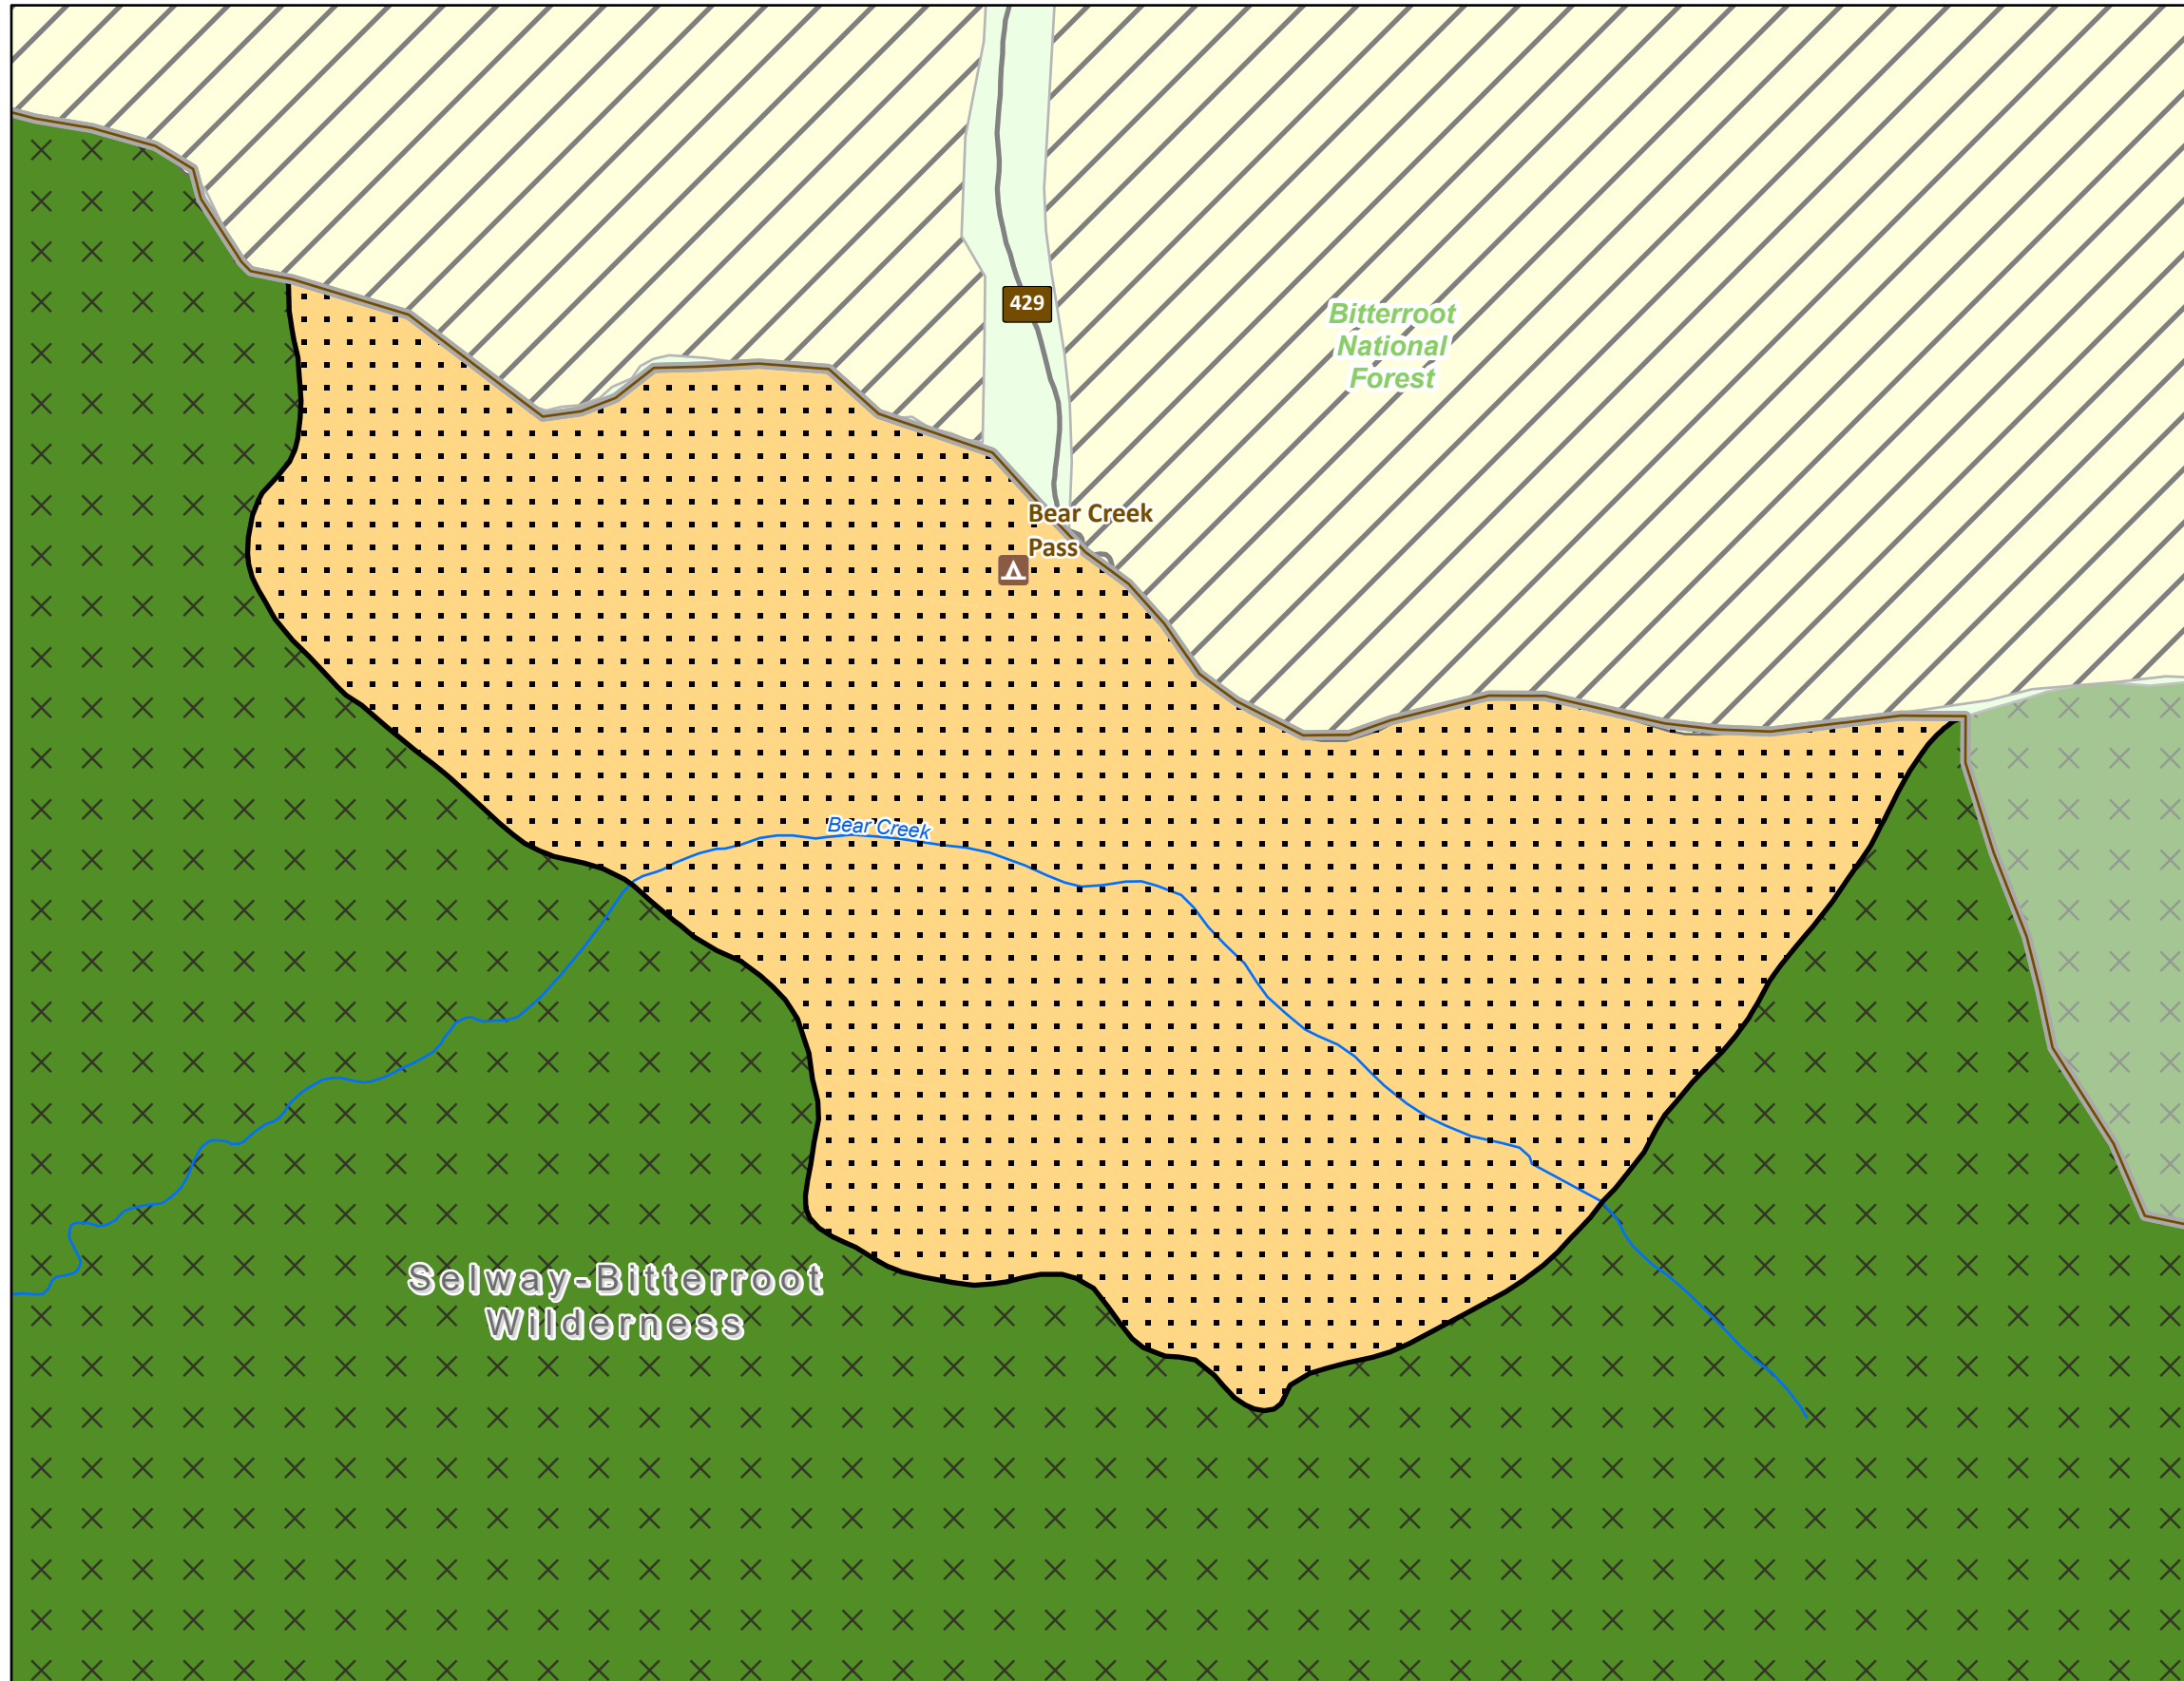 429
Bitterroot
National
Forest
Bear Creek
Pass
Bear Creek
Selway-Bitterroot
Wilderness